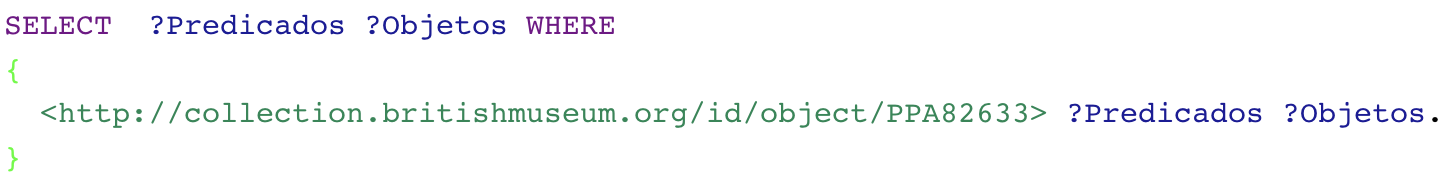 SELECT  ?Predicados ?Objetos WHERE
{
  <http://collection.britishmuseum.org/id/object/PPA82633> ?Predicados ?Objetos.
}